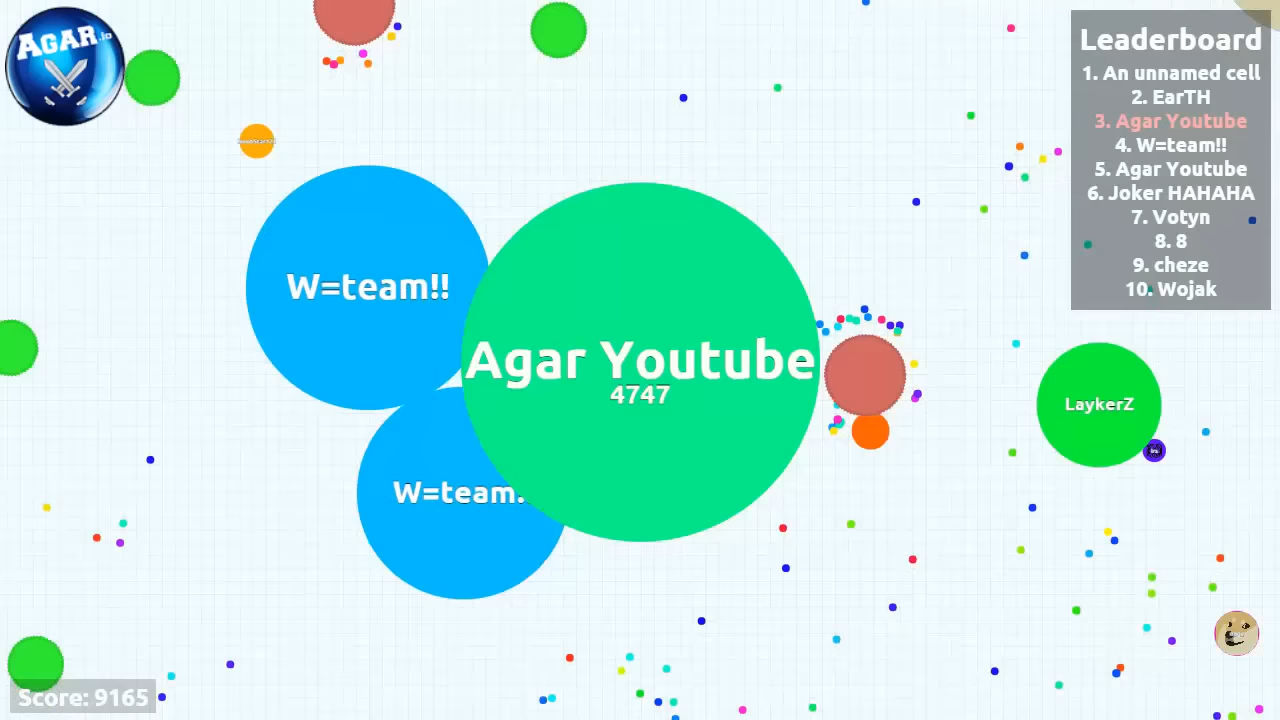 AGAR.io
Leaderboard
1. An unnamed cell
2. EarTH
3. Agar Youtube
4. W=team!!
5. Agar Youtube
6. Joker HAHAHA
7. Votyn
8. 8
9. cheze
10. Wojak
W=team!!
Agar Youtube
4747
LaykerZ
W=team.
Score: 9165